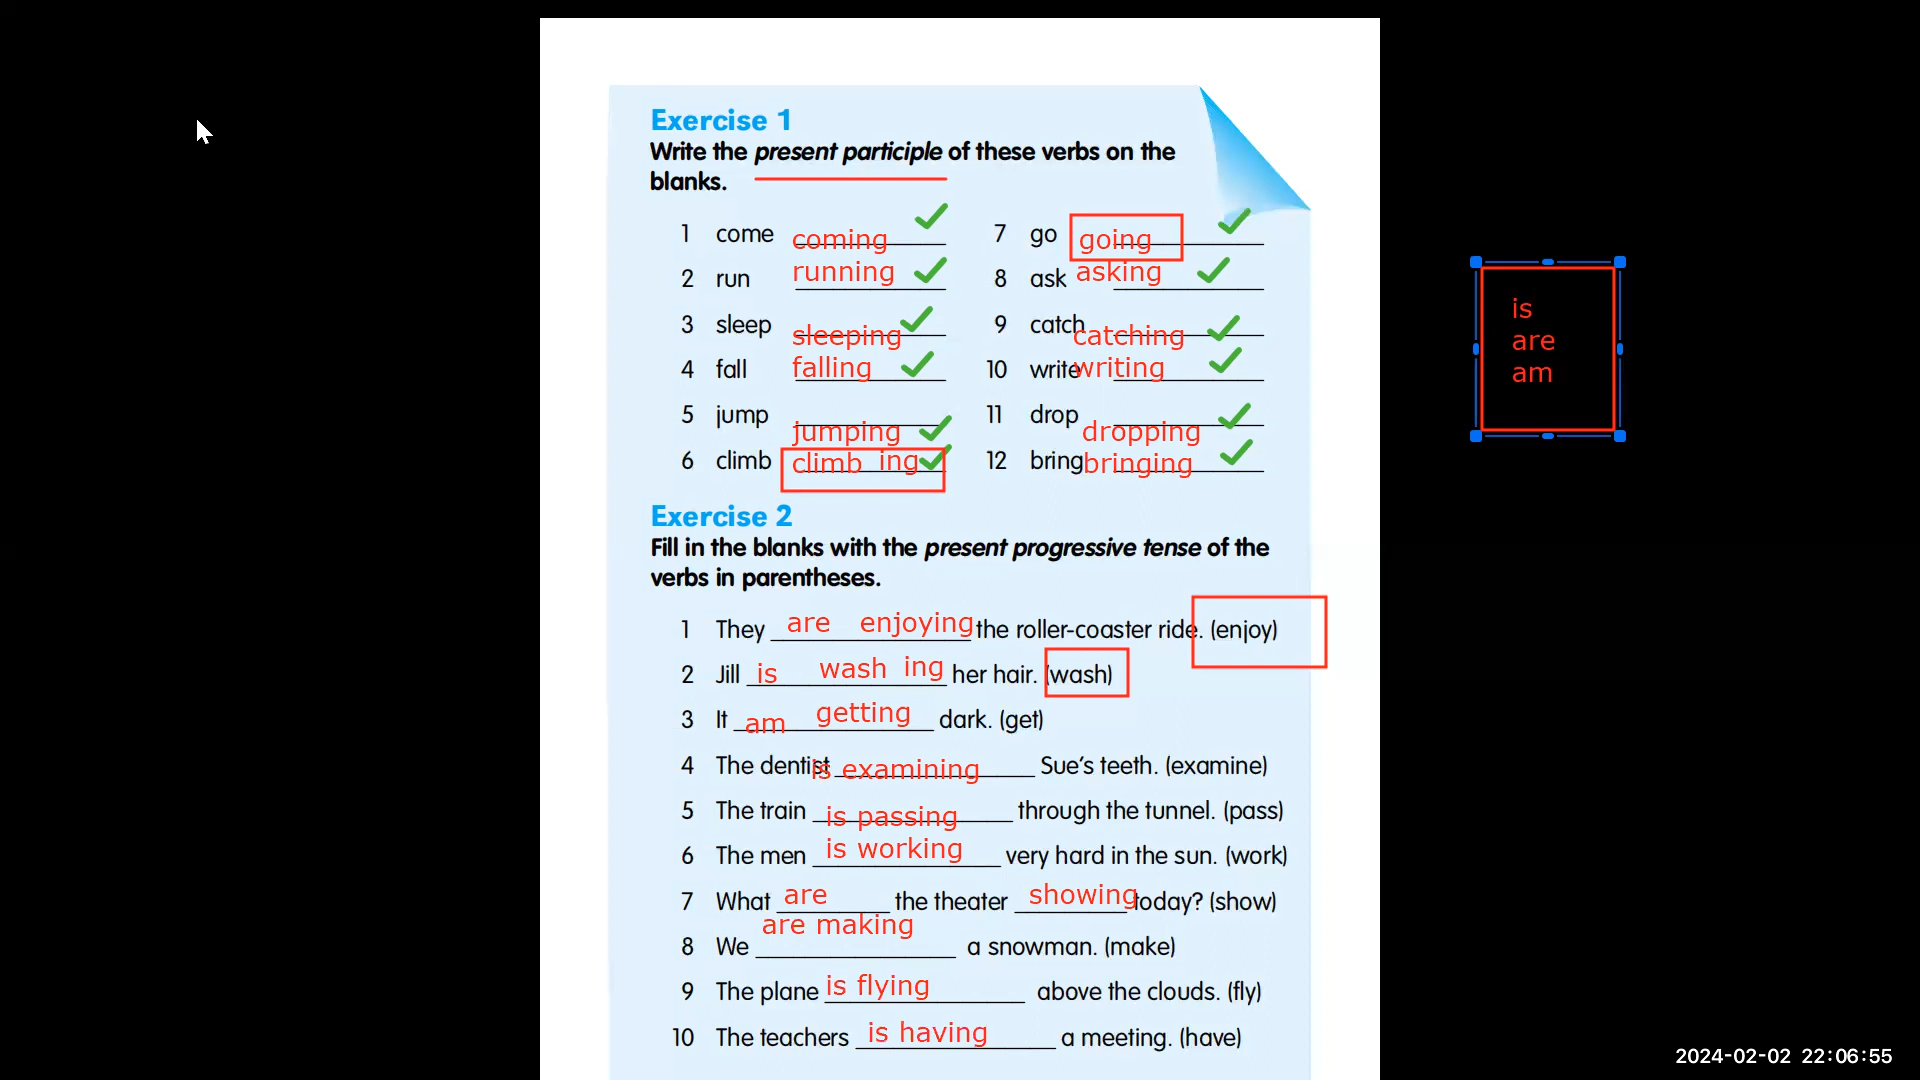 Exercise 1
Write the present participle of these verbs on the
blanks.
1 come coming 7 go going
2 run running 8 ask asking
3 sleep sleeping 9 catch catching
4 fall falling 10 write writing
5 jump jumping 11 drop dropping
6 climb climb ing 12 bring bringing
is
are
am
Exercise 2
Fill in the blanks with the present progressive tense of the
verbs in parentheses.
1 They are enjoying the roller-coaster ride. (enjoy)
2 Jill is wash ing her hair. (wash)
3 It am getting dark. (get)
4 The dentist is examining Sue's teeth. (examine)
5 The train is passing through the tunnel. (pass)
6 The men is working very hard in the sun. (work)
7 What are the theater showing today? (show)
8 We are making a snowman. (make)
9 The plane is flying above the clouds. (fly)
10 The teachers is having a meeting. (have)
2024-02-02 22:06:55